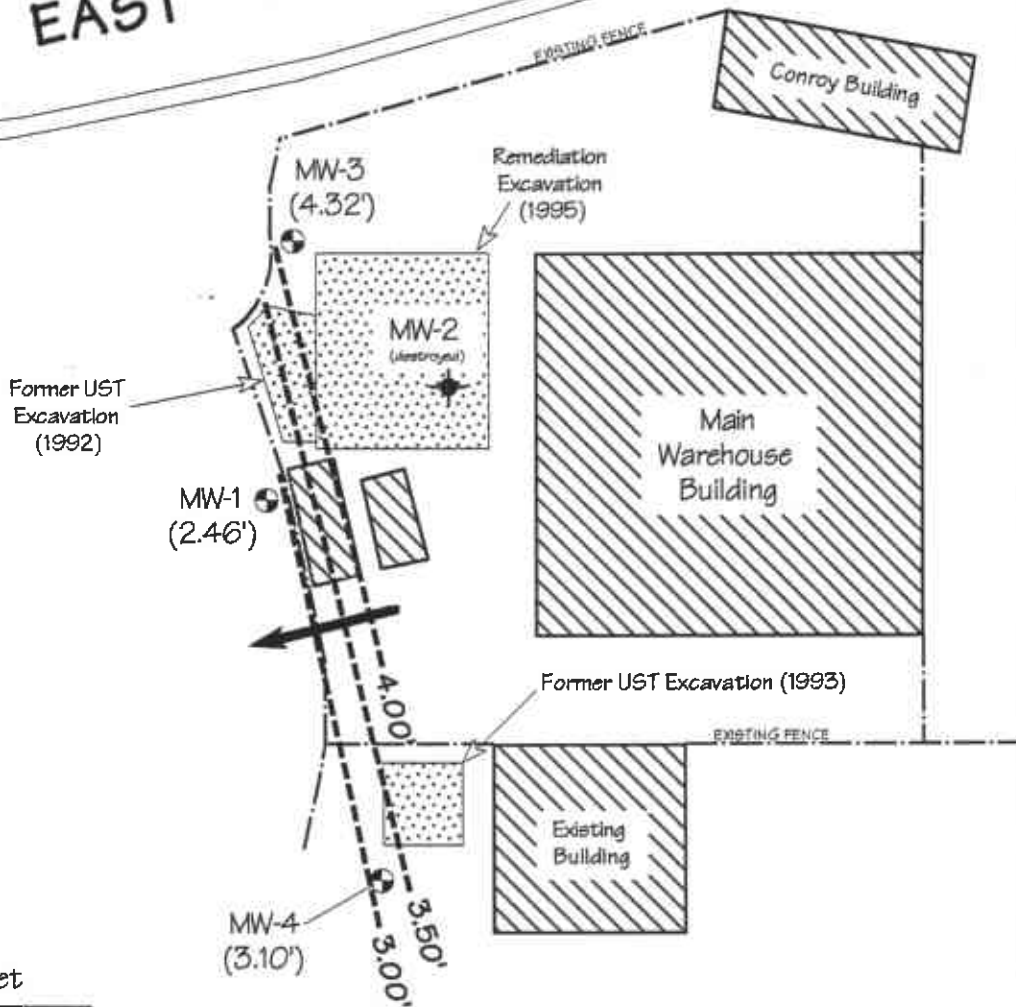 EAST
EXISTING FENCE
Conroy Building
MW-3
(4.32')
Remediation
Excavation
(1995)
MW-2
(destroyed)
Former UST
Excavation
(1992)
Main
Warehouse
Building
MW-1
(2.46')
4.00'
Former UST Excavation (1993)
EXISTING FENCE
Existing
Building
MW-4
(3.10')
3.50'
3.00'